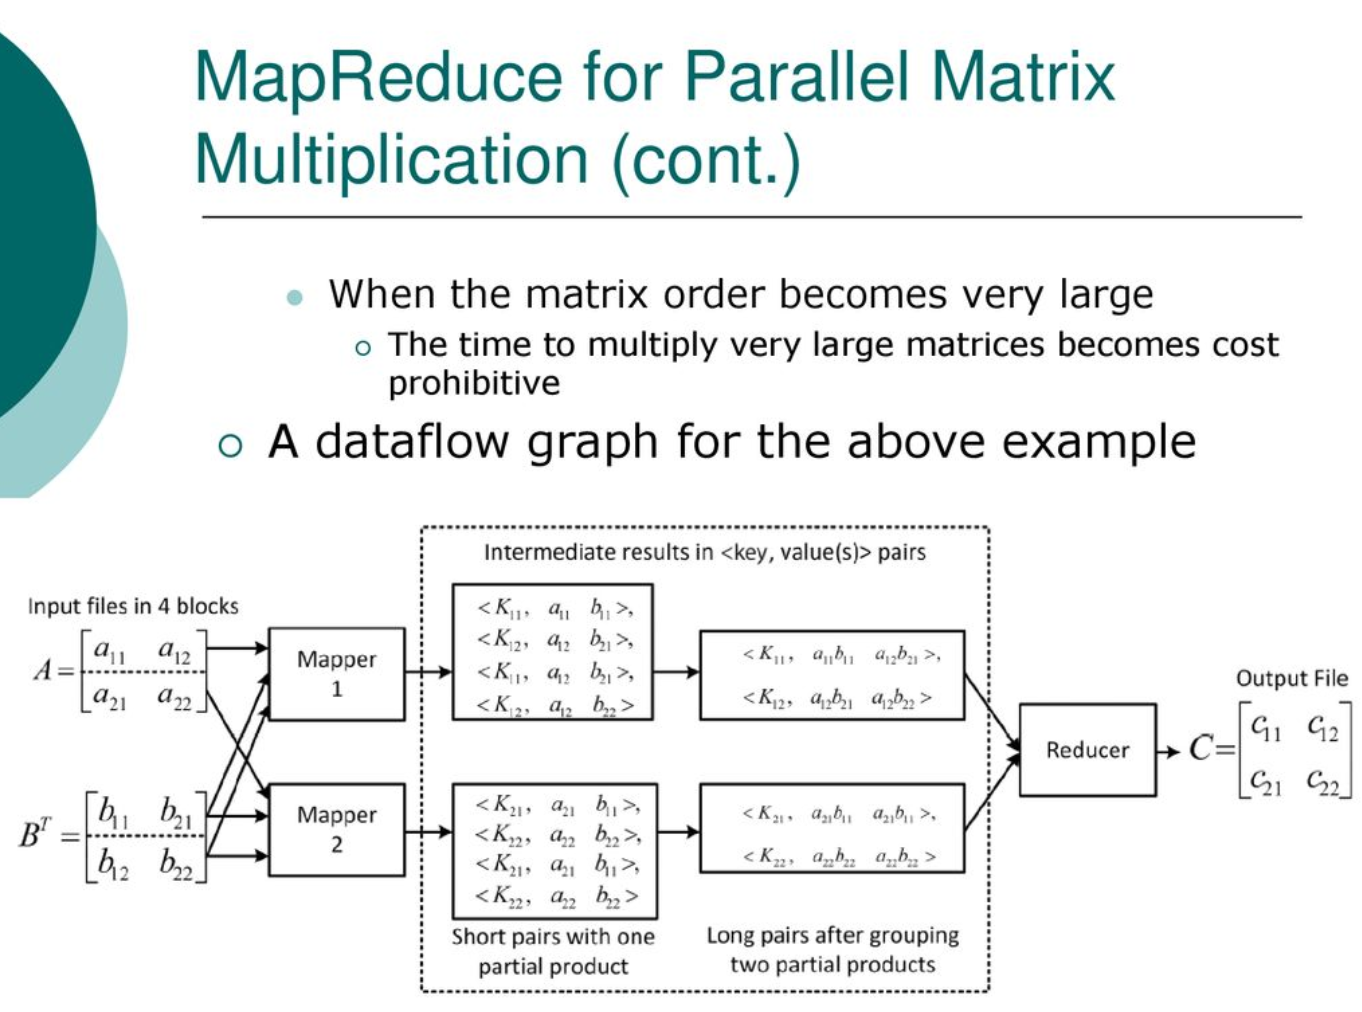 MapReduce for Parallel Matrix
Multiplication (cont.)
When the matrix order becomes very large
The time to multiply very large matrices becomes cost
prohibitive
A dataflow graph for the above example
Intermediate results in <key, value(s)> pairs
Input files in 4 blocks
A = [a11 a12
a21 a22]
B^T = [b11 b21
b12 b22]
Mapper
1
Mapper
2
<K11, a11 b11>,
<K12, a12 b21>,
<K11, a12 b21>,
<K12, a12 b22>
<K21, a21 b11>,
<K22, a22 b22>,
<K21, a21 b11>,
<K22, a22 b22>
Short pairs with one
partial product
<K11, a11b11 a12b21>,
<K12, a12b21 a12b22>
<K21, a21b11 a21b11>,
<K22, a22b22 a22b22>
Long pairs after grouping
two partial products
Reducer
Output File
C = [c11 c12
c21 c22]